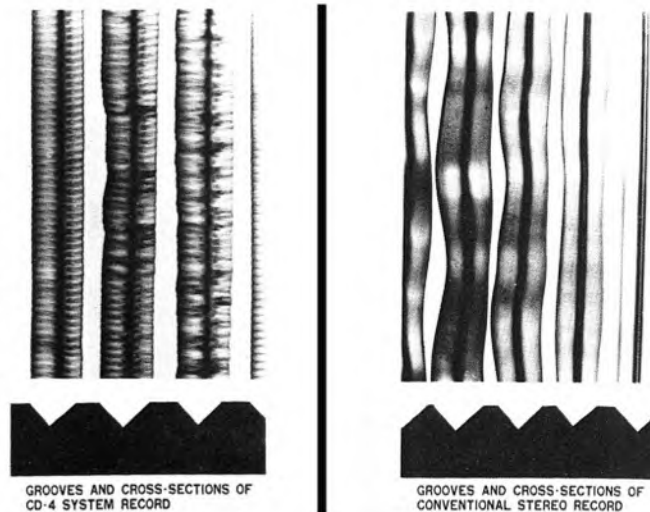 GROOVES AND CROSS-SECTIONS OF
CD-4 SYSTEM RECORD
GROOVES AND CROSS-SECTIONS OF
CONVENTIONAL STEREO RECORD